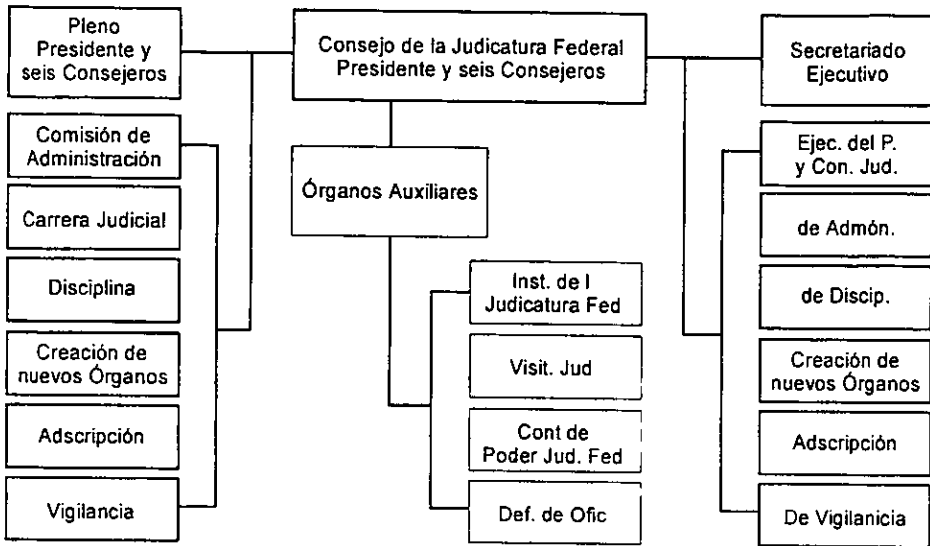 Pleno
Presidente y
seis Consejeros
Consejo de la Judicatura Federal
Presidente y seis Consejeros
Secretariado
Ejecutivo
Comisión de
Administración
Carrera Judicial
Disciplina
Creación de
nuevos Órganos
Adscripción
Vigilancia
Órganos Auxiliares
Inst. de l
Judicatura Fed
Visit. Jud
Cont de
Poder Jud. Fed
Def. de Ofic
Ejec. del P.
y Con. Jud.
de Admón.
de Discip.
Creación de
nuevos Órganos
Adscripción
De Vigilanicia